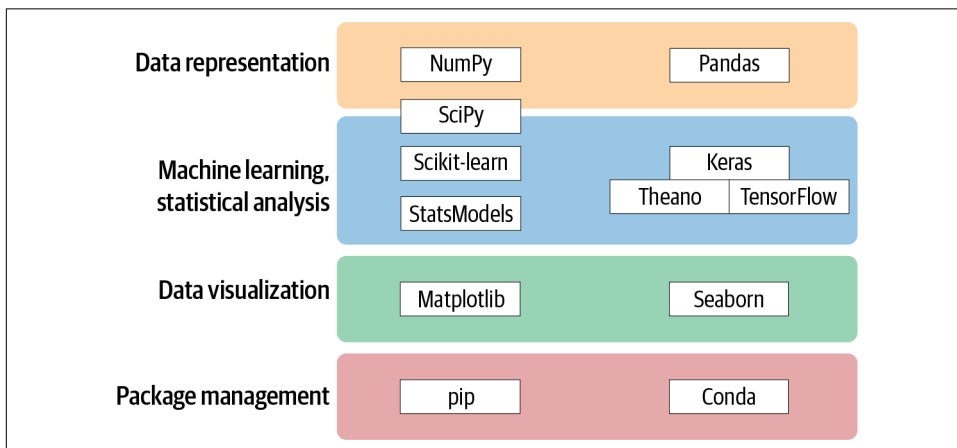 Data representation
NumPy
Pandas
SciPy
Machine learning,
statistical analysis
Scikit-learn
StatsModels
Keras
Theano
TensorFlow
Data visualization
Matplotlib
Seaborn
Package management
pip
Conda